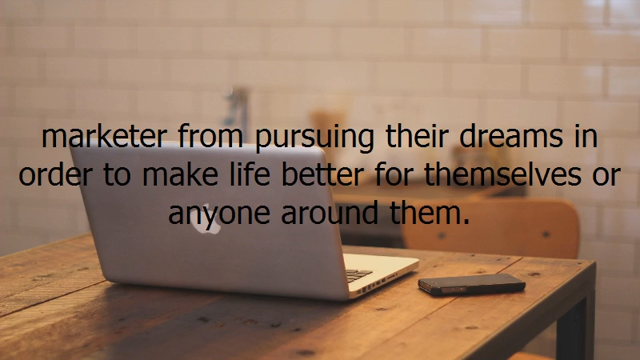 marketer from pursuing their dreams in
order to make life better for themselves or
anyone around them.